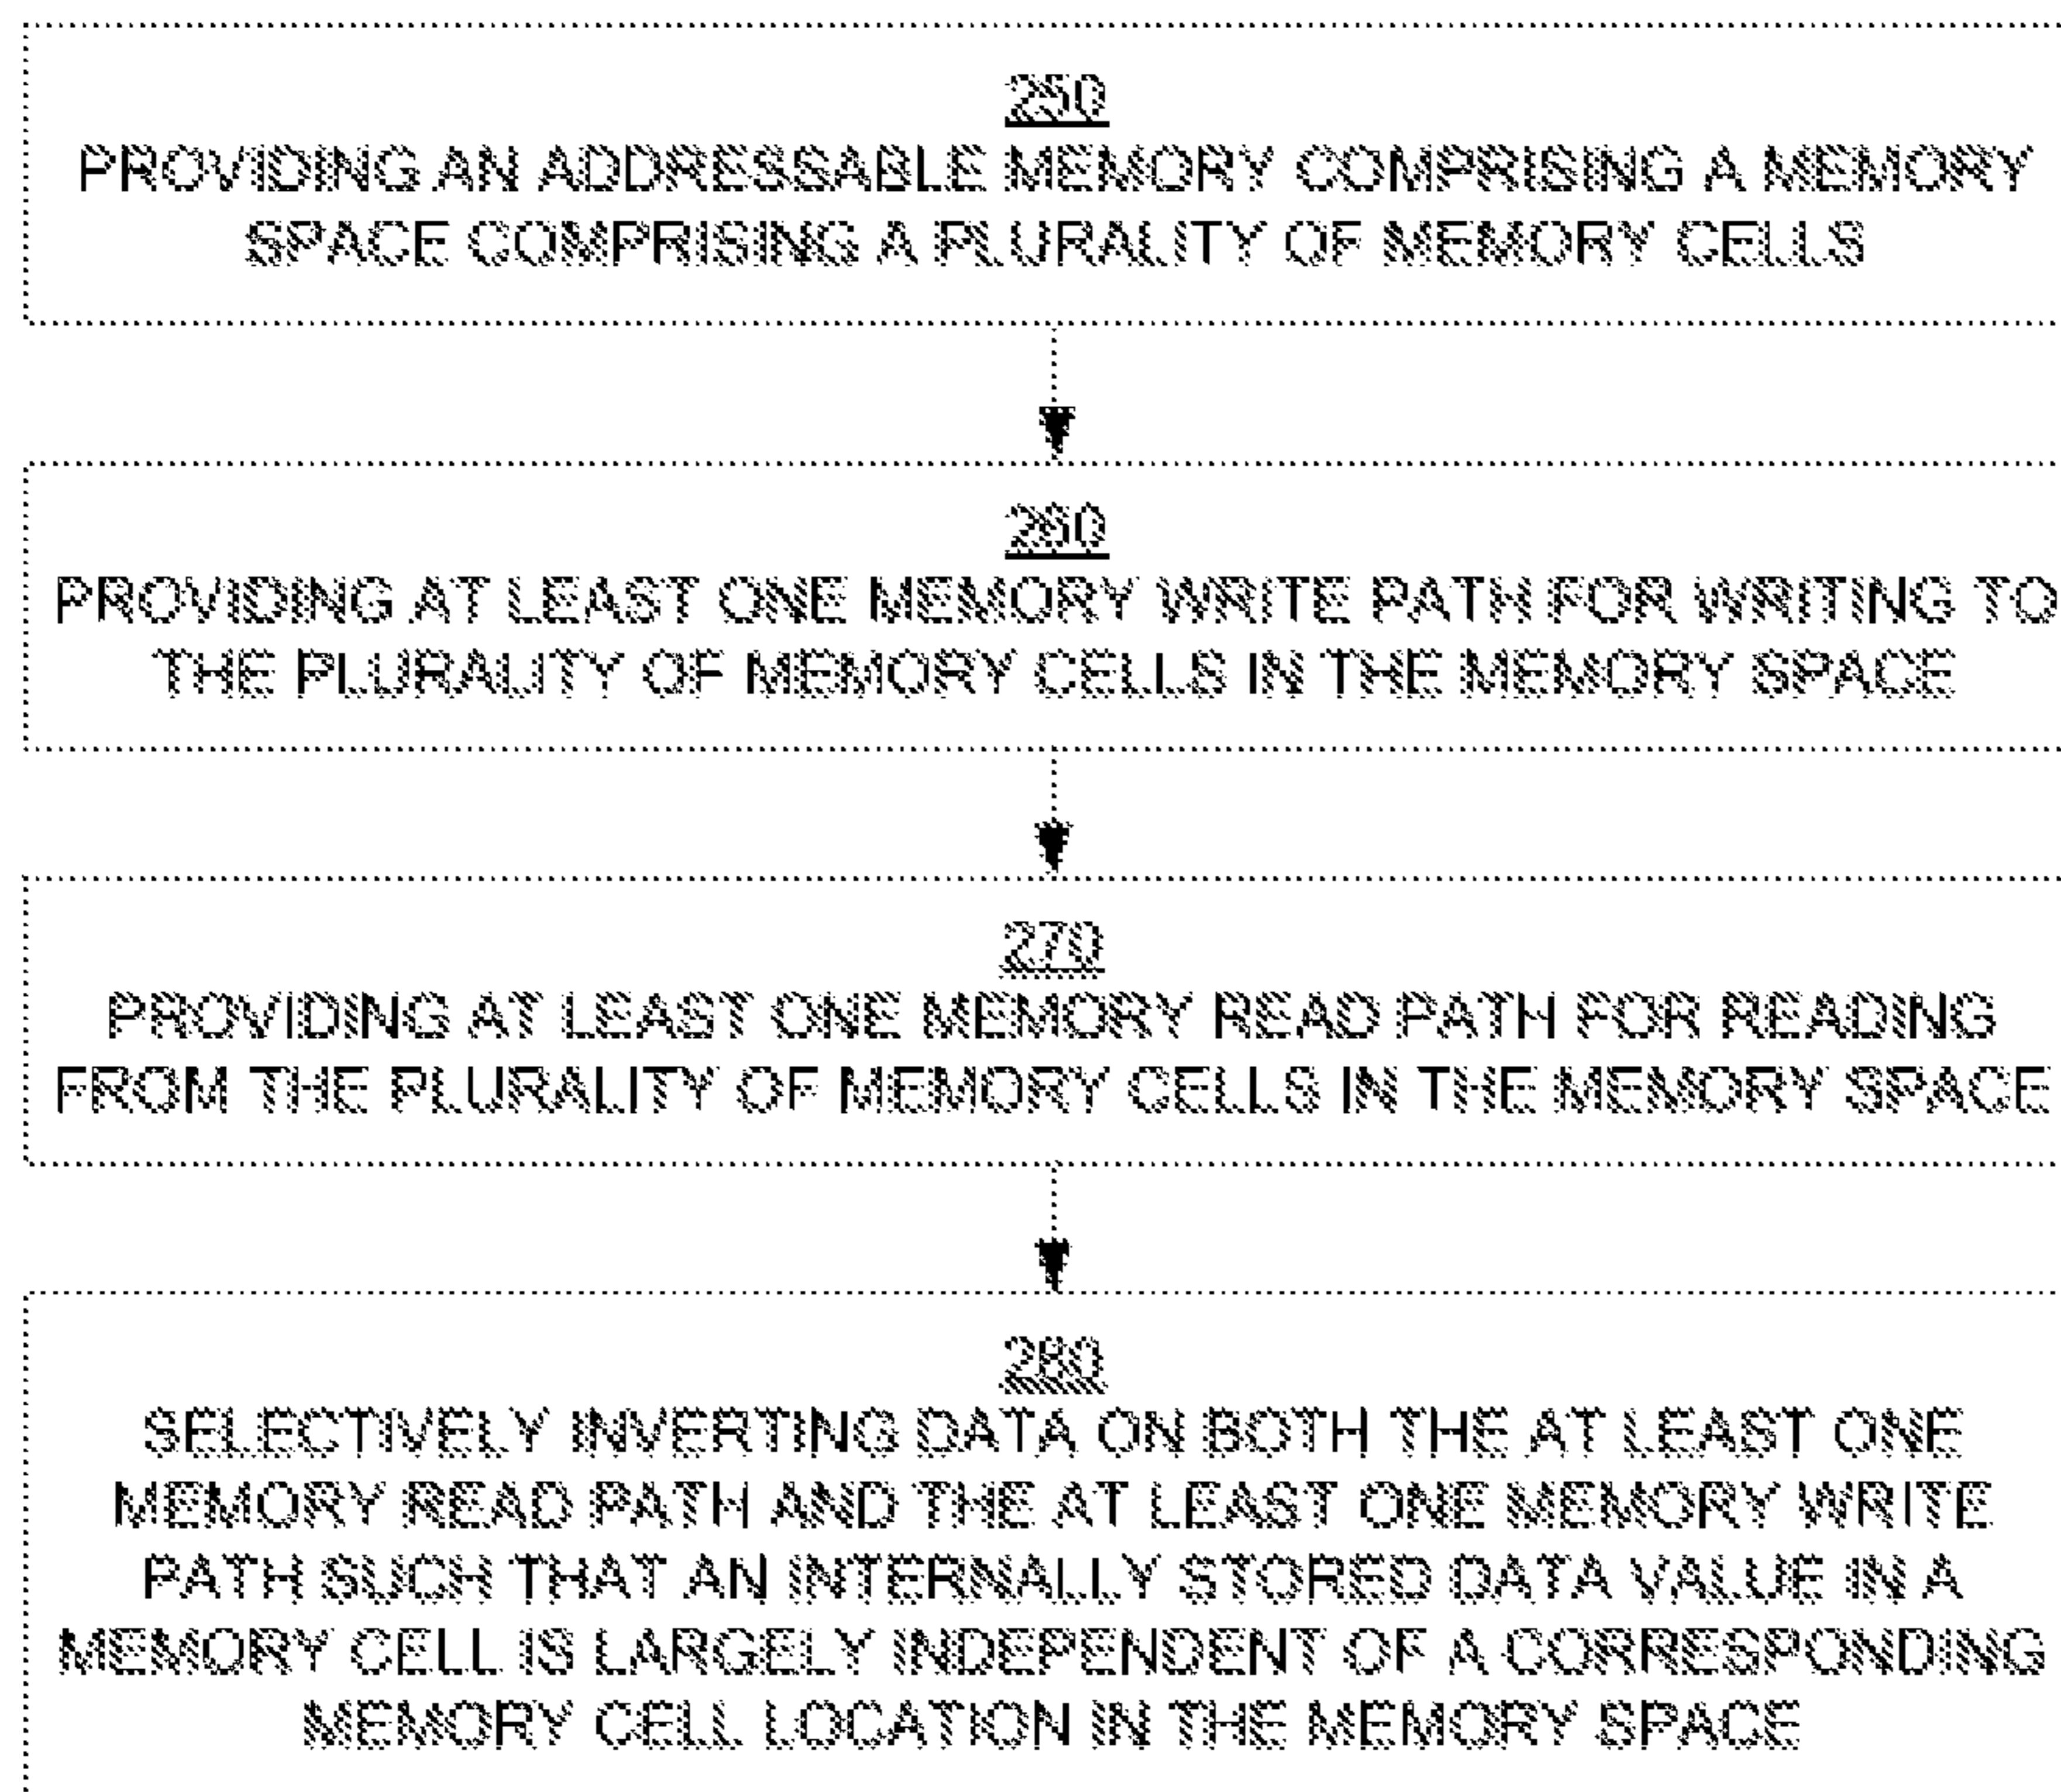 250
PROVIDING AN ADDRESSABLE MEMORY COMPRISING A MEMORY
SPACE COMPRISING A PLURALITY OF MEMORY CELLS
260
PROVIDING AT LEAST ONE MEMORY WRITE PATH FOR WRITING TO
THE PLURALITY OF MEMORY CELLS IN THE MEMORY SPACE
270
PROVIDING AT LEAST ONE MEMORY READ PATH FOR READING
FROM THE PLURALITY OF MEMORY CELLS IN THE MEMORY SPACE
280
SELECTIVELY INVERTING DATA ON BOTH THE AT LEAST ONE
MEMORY READ PATH AND THE AT LEAST ONE MEMORY WRITE
PATH SUCH THAT AN INTERNALLY STORED DATA VALUE IN A
MEMORY CELL IS LARGELY INDEPENDENT OF A CORRESPONDING
MEMORY CELL LOCATION IN THE MEMORY SPACE